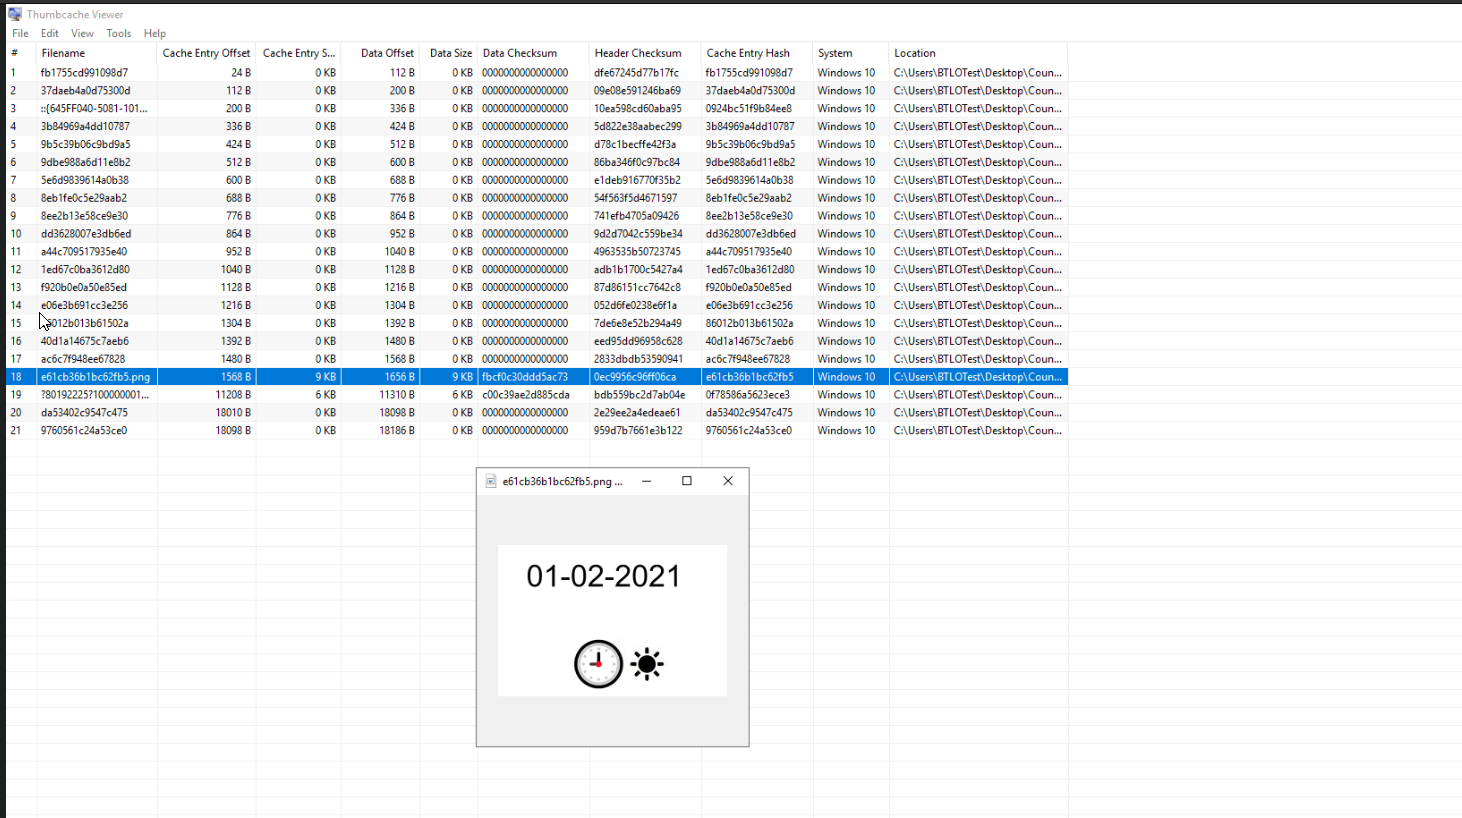 Thumbcache Viewer
File Edit View Tools Help
# Filename Cache Entry Offset Cache Entry S... Data Offset Data Size Data Checksum Header Checksum Cache Entry Hash System Location
1 fb1755cd991098d7 24 B 0 KB 112 B 0 KB 0000000000000000 dfe67245d77b17fc fb1755cd991098d7 Windows 10 C:\Users\BTLOTest\Desktop\Coun...
2 37daeb4a0d75300d 112 B 0 KB 200 B 0 KB 0000000000000000 09e08e591246ba69 37daeb4a0d75300d Windows 10 C:\Users\BTLOTest\Desktop\Coun...
3 ::{645FF040-5081-101... 200 B 0 KB 336 B 0 KB 0000000000000000 10ea598cd60aba95 0924bc51f9b84ee8 Windows 10 C:\Users\BTLOTest\Desktop\Coun...
4 3b84969a4dd10787 336 B 0 KB 424 B 0 KB 0000000000000000 5d822e38aabec299 3b84969a4dd10787 Windows 10 C:\Users\BTLOTest\Desktop\Coun...
5 9b5c39b06c9bd9a5 424 B 0 KB 512 B 0 KB 0000000000000000 d78c1becffe42f3a 9b5c39b06c9bd9a5 Windows 10 C:\Users\BTLOTest\Desktop\Coun...
6 9dbe988a6d11e8b2 512 B 0 KB 600 B 0 KB 0000000000000000 86ba346f0c97bc84 9dbe988a6d11e8b2 Windows 10 C:\Users\BTLOTest\Desktop\Coun...
7 5e6d9839614a0b38 600 B 0 KB 688 B 0 KB 0000000000000000 e1deb916770f35b2 5e6d9839614a0b38 Windows 10 C:\Users\BTLOTest\Desktop\Coun...
8 8eb1fe0c5e29aab2 688 B 0 KB 776 B 0 KB 0000000000000000 54f563f5d4671597 8eb1fe0c5e29aab2 Windows 10 C:\Users\BTLOTest\Desktop\Coun...
9 8ee2b13e58ce9e30 776 B 0 KB 864 B 0 KB 0000000000000000 741efb4705a09426 8ee2b13e58ce9e30 Windows 10 C:\Users\BTLOTest\Desktop\Coun...
10 dd3628007e3db6ed 864 B 0 KB 952 B 0 KB 0000000000000000 9d2d7042c559be34 dd3628007e3db6ed Windows 10 C:\Users\BTLOTest\Desktop\Coun...
11 a44c709517935e40 952 B 0 KB 1040 B 0 KB 0000000000000000 4963535b50723745 a44c709517935e40 Windows 10 C:\Users\BTLOTest\Desktop\Coun...
12 1ed67c0ba3612d80 1040 B 0 KB 1128 B 0 KB 0000000000000000 adb1b1700c5427a4 1ed67c0ba3612d80 Windows 10 C:\Users\BTLOTest\Desktop\Coun...
13 f920b0e0a50e85ed 1128 B 0 KB 1216 B 0 KB 0000000000000000 87d86151cc7642c8 f920b0e0a50e85ed Windows 10 C:\Users\BTLOTest\Desktop\Coun...
14 e06e3b691cc3e256 1216 B 0 KB 1304 B 0 KB 0000000000000000 052d6fe0238e6f1a e06e3b691cc3e256 Windows 10 C:\Users\BTLOTest\Desktop\Coun...
15 86012b013b61502a 1304 B 0 KB 1392 B 0 KB 0000000000000000 7de6e8e52b294a49 86012b013b61502a Windows 10 C:\Users\BTLOTest\Desktop\Coun...
16 40d1a14675c7aeb6 1392 B 0 KB 1480 B 0 KB 0000000000000000 eed95dd96958c628 40d1a14675c7aeb6 Windows 10 C:\Users\BTLOTest\Desktop\Coun...
17 ac6c7f948ee67828 1480 B 0 KB 1568 B 0 KB 0000000000000000 2833dbdb53590941 ac6c7f948ee67828 Windows 10 C:\Users\BTLOTest\Desktop\Coun...
18 e61cb36b1bc62fb5.png 1568 B 9 KB 1656 B 9 KB fbcf0c30ddd5ac73 0ec9956c96ff06ca e61cb36b1bc62fb5 Windows 10 C:\Users\BTLOTest\Desktop\Coun...
19 ?80192225?100000001... 11208 B 6 KB 11310 B 6 KB c00c39ae2d885cda bdb559bc2d7ab04e 0f78586a5623ece3 Windows 10 C:\Users\BTLOTest\Desktop\Coun...
20 da53402c9547c475 18010 B 0 KB 18098 B 0 KB 0000000000000000 2e29ee2a4edeae61 da53402c9547c475 Windows 10 C:\Users\BTLOTest\Desktop\Coun...
21 9760561c24a53ce0 18098 B 0 KB 18186 B 0 KB 0000000000000000 959d7b7661e3b122 9760561c24a53ce0 Windows 10 C:\Users\BTLOTest\Desktop\Coun...
e61cb36b1bc62fb5.png ...
01-02-2021